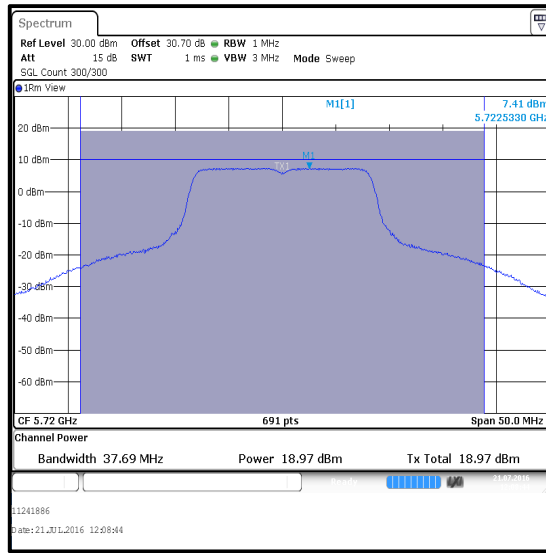 Spectrum
Ref Level 30.00 dBm Offset 30.70 dB RBW 1 MHz
Att 15 dB SWT 1 ms VBW 3 MHz Mode Sweep
SGL Count 300/300
1Rm View
M1[1] 7.41 dBm
5.7225330 GHz
20 dBm
10 dBm
TX1
M1
0 dBm
-10 dBm
-20 dBm
-30 dBm
-40 dBm
-50 dBm
-60 dBm
CF 5.72 GHz 691 pts Span 50.0 MHz
Channel Power
Bandwidth 37.69 MHz Power 18.97 dBm Tx Total 18.97 dBm
Ready 21.07.2016
11241886
Date: 21.JUL.2016 12:08:44